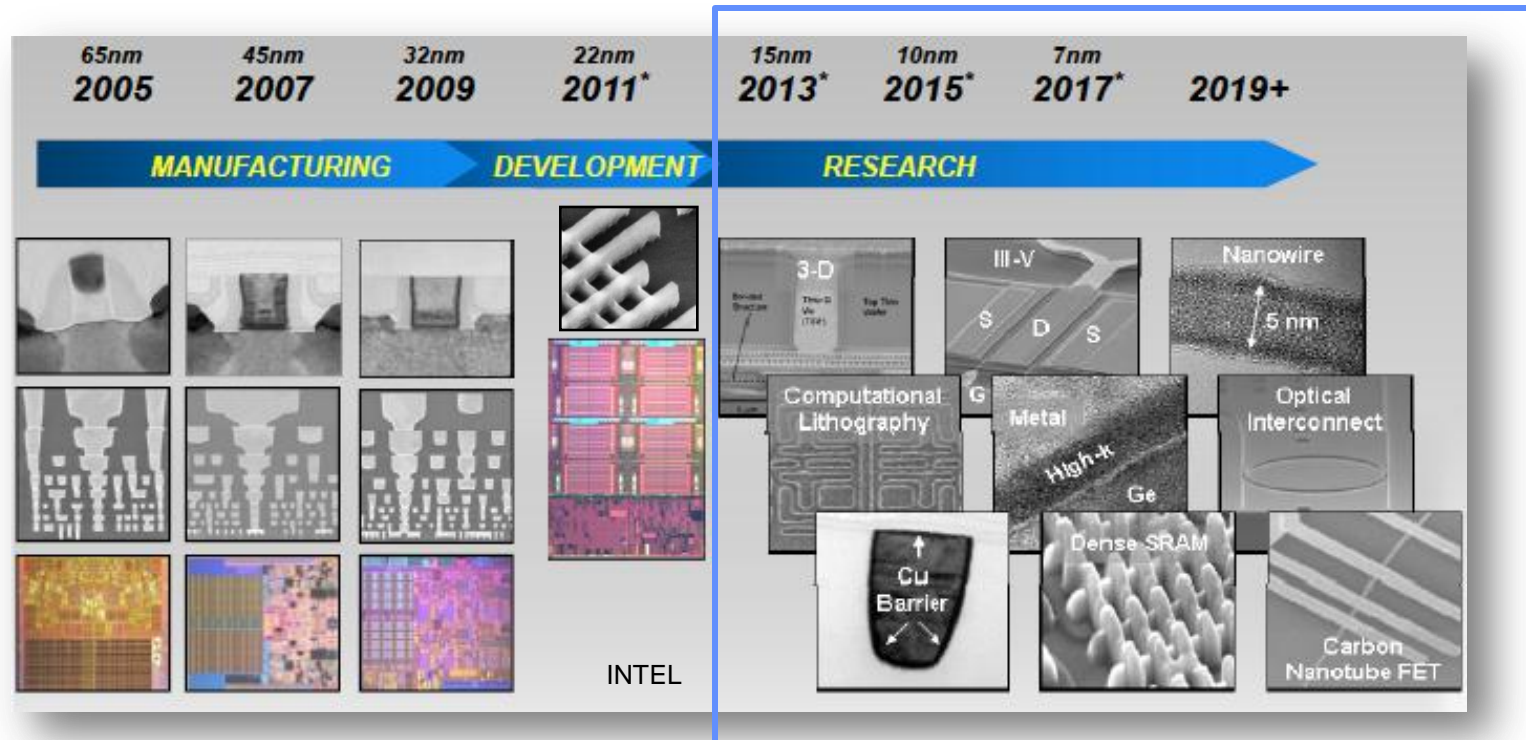 65nm 45nm 32nm 22nm 15nm 10nm 7nm
2005 2007 2009 2011* 2013* 2015* 2017* 2019+
MANUFACTURING DEVELOPMENT RESEARCH
3-D
III-V
S D S
G
Nanowire
5 nm
Computational
Lithography
Metal
High-k
Ge
Optical
Interconnect
Cu
Barrier
Dense SRAM
Carbon
Nanotube FET
INTEL